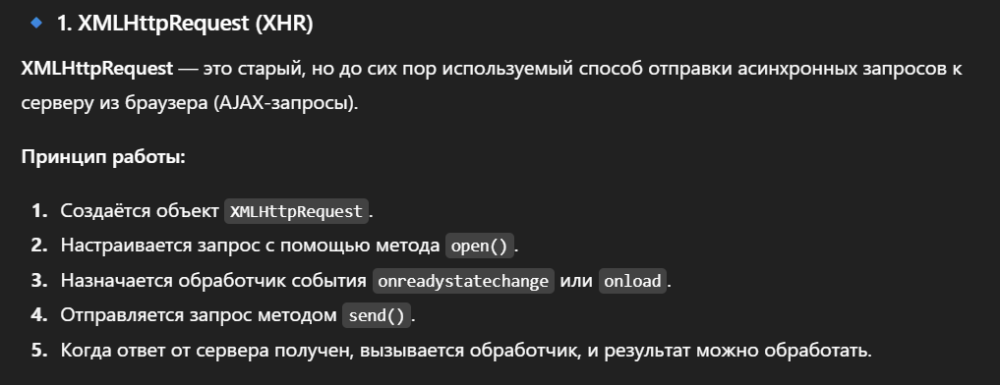 1. XMLHttpRequest (XHR)
XMLHttpRequest — это старый, но до сих пор используемый способ отправки асинхронных запросов к
серверу из браузера (AJAX-запросы).
Принцип работы:
1. Создаётся объект XMLHttpRequest.
2. Настраивается запрос с помощью метода open().
3. Назначается обработчик события onreadystatechange или onload.
4. Отправляется запрос методом send().
5. Когда ответ от сервера получен, вызывается обработчик, и результат можно обработать.